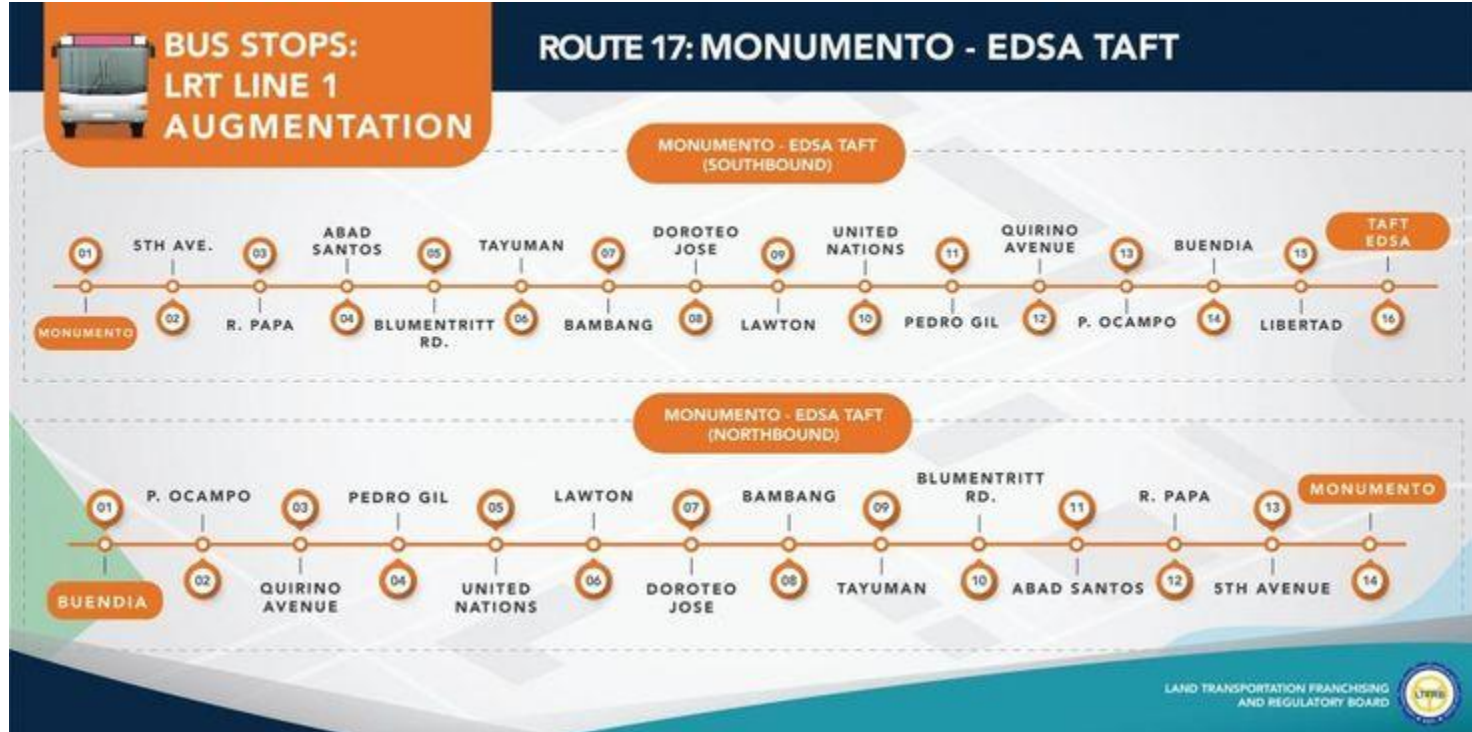 BUS STOPS:
LRT LINE 1
AUGMENTATION
ROUTE 17: MONUMENTO - EDSA TAFT
MONUMENTO - EDSA TAFT
(SOUTHBOUND)
01
MONUMENTO
5TH AVE.
02
03
R. PAPA
ABAD
SANTOS
04
05
BLUMENTRITT
RD.
TAYUMAN
06
07
BAMBANG
DOROTEO
JOSE
08
09
LAWTON
UNITED
NATIONS
10
11
PEDRO GIL
QUIRINO
AVENUE
12
13
P. OCAMPO
BUENDIA
14
15
LIBERTAD
TAFT
EDSA
16
MONUMENTO - EDSA TAFT
(NORTHBOUND)
01
BUENDIA
P. OCAMPO
02
03
QUIRINO
AVENUE
PEDRO GIL
04
05
UNITED
NATIONS
LAWTON
06
07
DOROTEO
JOSE
BAMBANG
08
09
TAYUMAN
BLUMENTRITT
RD.
10
11
ABAD SANTOS
R. PAPA
12
13
5TH AVENUE
MONUMENTO
14
LAND TRANSPORTATION FRANCHISING
AND REGULATORY BOARD
LTFRB